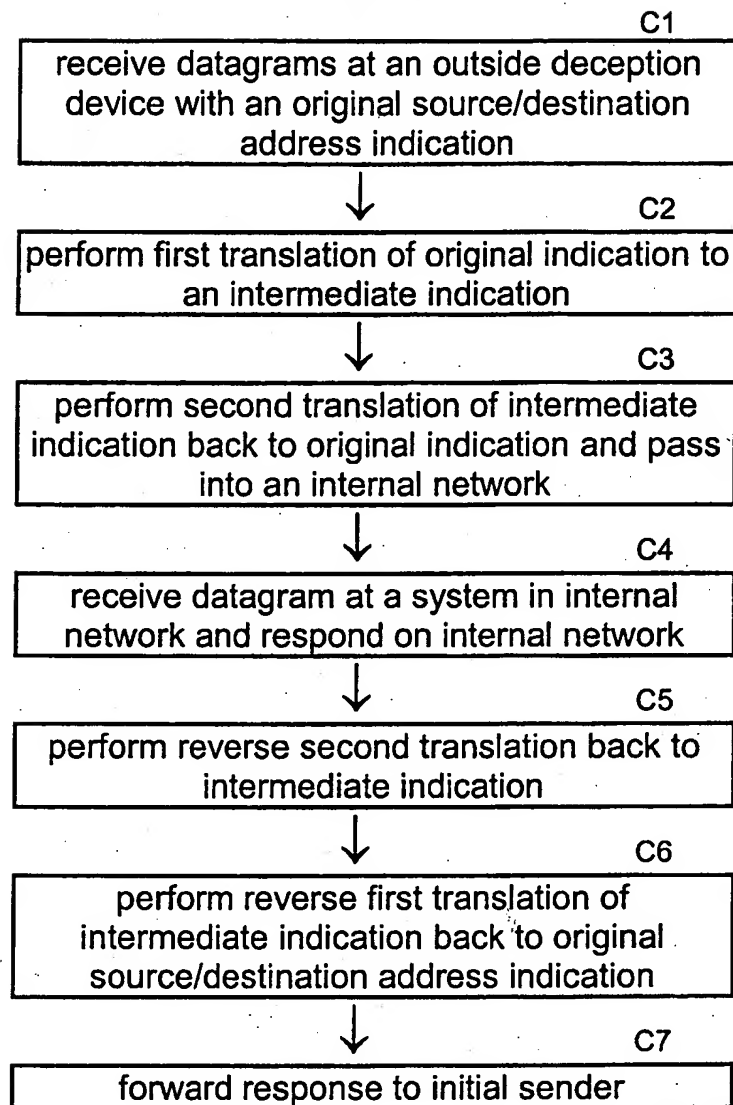 C1
receive datagrams at an outside deception
device with an original source/destination
address indication
C2
perform first translation of original indication to
an intermediate indication
C3
perform second translation of intermediate
indication back to original indication and pass
into an internal network
C4
receive datagram at a system in internal
network and respond on internal network
C5
perform reverse second translation back to
intermediate indication
C6
perform reverse first translation of
intermediate indication back to original
source/destination address indication
C7
forward response to initial sender